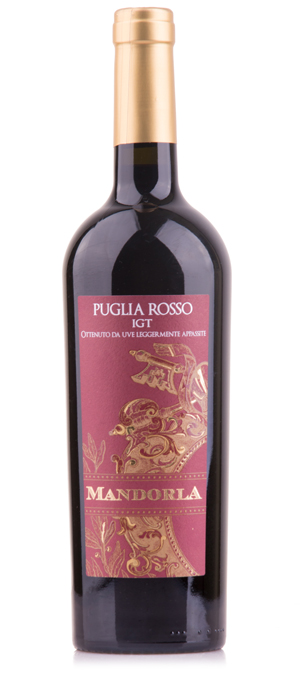 PUGLIA ROSSO
IGT
OTTENUTO DA UVE LEGGERMENTE APPASSITE
MANDORLA